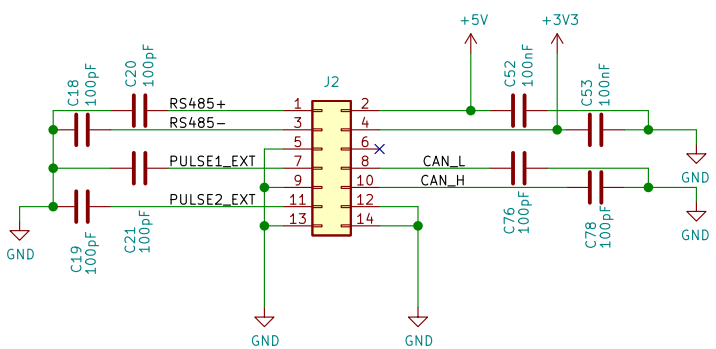 +5V
+3V3
C18
100pF
C20
100pF
J2
C52
100nF
C53
100nF
RS485+
1
2
RS485-
3
4
5
6
PULSE1_EXT
7
8
CAN_L
9
10
CAN_H
PULSE2_EXT
11
12
13
14
GND
C19
100pF
C21
100pF
C76
100pF
C78
100pF
GND
GND
GND
GND